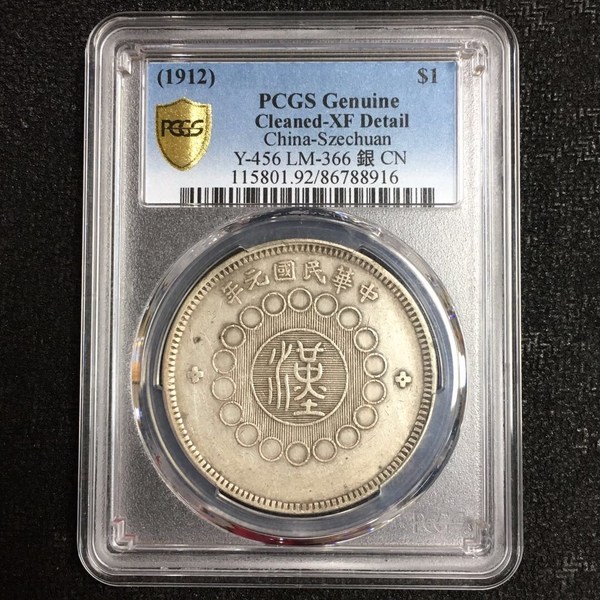 (1912) $1
PCGS Genuine
Cleaned-XF Detail
China-Szechuan
Y-456 LM-366 銀 CN
115801.92/86788916
PCGS
年元國民華中
漢